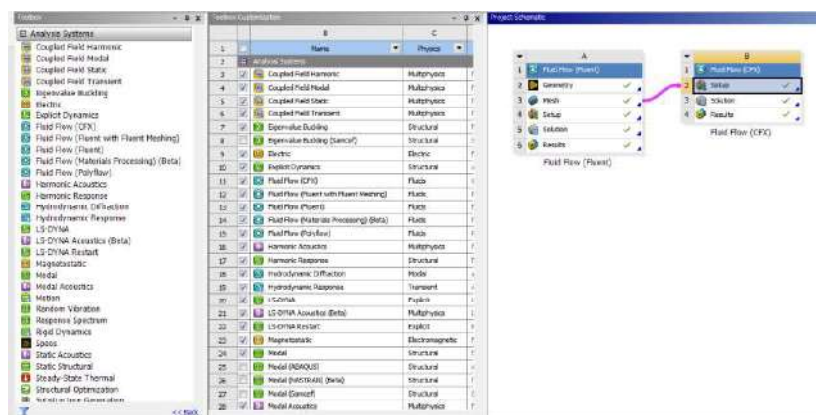 Toolbox
Analysis Systems
Coupled Field Harmonic
Coupled Field Modal
Coupled Field Static
Coupled Field Transient
Eigenvalue Buckling
Electric
Explicit Dynamics
Fluid Flow (CFX)
Fluid Flow (Fluent with Fluent Meshing)
Fluid Flow (Fluent)
Fluid Flow (Materials Processing) (Beta)
Fluid Flow (Polyflow)
Harmonic Acoustics
Harmonic Response
Hydrodynamic Diffraction
Hydrodynamic Response
LS-DYNA
LS-DYNA Acoustics (Beta)
LS-DYNA Restart
Magnetostatic
Modal
Modal Acoustics
Motion
Random Vibration
Response Spectrum
Rigid Dynamics
Speos
Static Acoustics
Static Structural
Steady-State Thermal
Structural Optimization
<< Back
Toolbox Customization
B C
1 Name Physics
2 Analysis Systems
3 Coupled Field Harmonic Multiphysics
4 Coupled Field Modal Multiphysics
5 Coupled Field Static Multiphysics
6 Coupled Field Transient Multiphysics
7 Eigenvalue Buckling Structural
8 Eigenvalue Buckling (Samcef) Structural
9 Electric Electric
10 Explicit Dynamics Structural
11 Fluid Flow (CFX) Fluids
12 Fluid Flow (Fluent with Fluent Meshing) Fluids
13 Fluid Flow (Fluent) Fluids
14 Fluid Flow (Materials Processing) (Beta) Fluids
15 Fluid Flow (Polyflow) Fluids
16 Harmonic Acoustics Multiphysics
17 Harmonic Response Structural
18 Hydrodynamic Diffraction Modal
19 Hydrodynamic Response Transient
20 LS-DYNA Explicit
21 LS-DYNA Acoustics (Beta) Multiphysics
22 LS-DYNA Restart Explicit
23 Magnetostatic Electromagnetic
24 Modal Structural
25 Modal (ABAQUS) Structural
26 Modal (NASTRAN) (Beta) Structural
27 Modal (Samcef) Structural
28 Modal Acoustics Multiphysics
Project Schematic
A
1 Fluid Flow (Fluent)
2 Geometry
3 Mesh
4 Setup
5 Solution
6 Results
Fluid Flow (Fluent)
B
1 Fluid Flow (CFX)
2 Setup
3 Solution
4 Results
Fluid Flow (CFX)